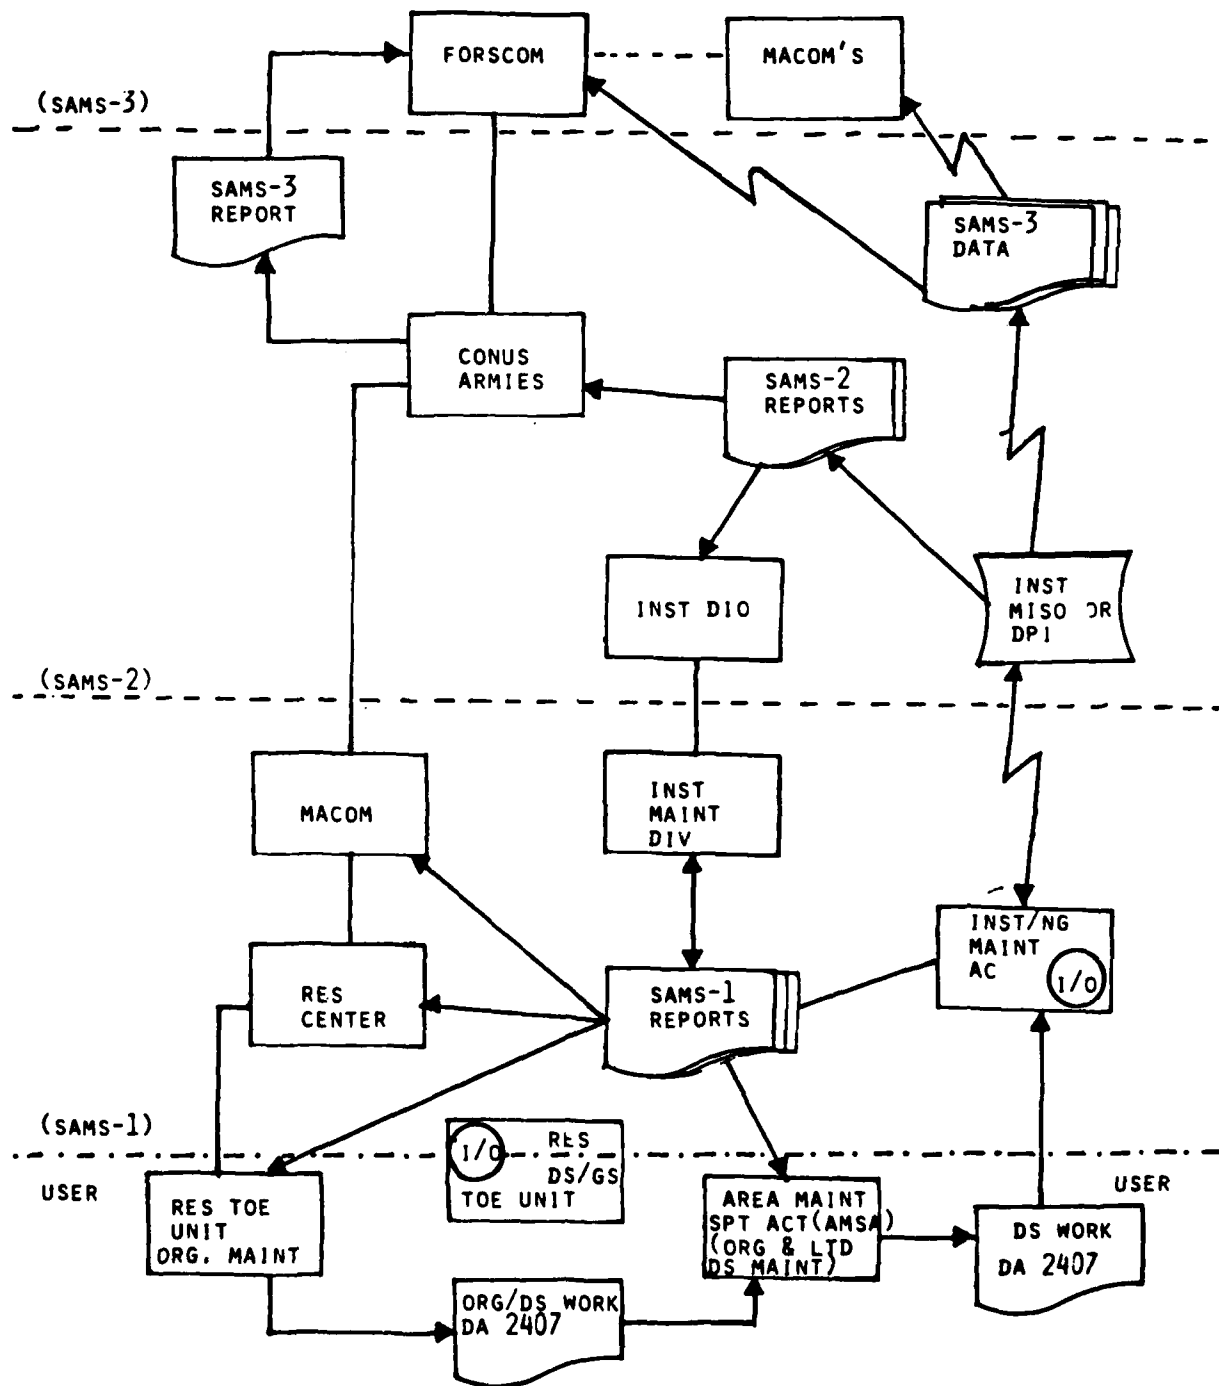 FORSCOM
MACOM'S
(SAMS-3)
SAMS-3
REPORT
SAMS-3
DATA
CONUS
ARMIES
SAMS-2
REPORTS
INST DIO
INST
MISO OR
DPI
(SAMS-2)
MACOM
INST
MAINT
DIV
INST/NG
MAINT
AC
I/O
RES
CENTER
SAMS-1
REPORTS
(SAMS-1)
I/O RES
DS/GS
TOE UNIT
USER
USER
RES TOE
UNIT
ORG. MAINT
AREA MAINT
SPT ACT(AMSA)
(ORG & LTD
DS MAINT)
DS WORK
DA 2407
ORG/DS WORK
DA 2407